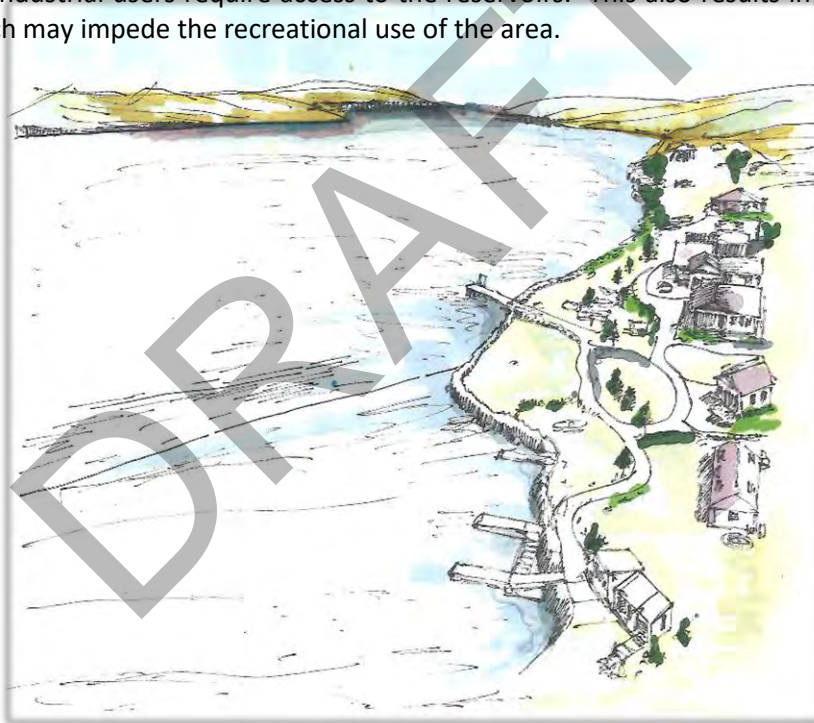 industrial users require access to the reservoirs. This also results in
ch may impede the recreational use of the area.
DRAFT